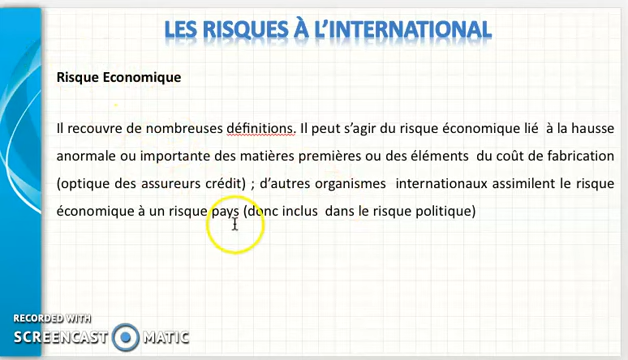 LES RISQUES À L'INTERNATIONAL
Risque Economique
Il recouvre de nombreuses définitions. Il peut s'agir du risque économique lié à la hausse
anormale ou importante des matières premières ou des éléments du coût de fabrication
(optique des assureurs crédit) ; d'autres organismes internationaux assimilent le risque
économique à un risque pays (donc inclus dans le risque politique)
RECORDED WITH
SCREENCAST MATIC